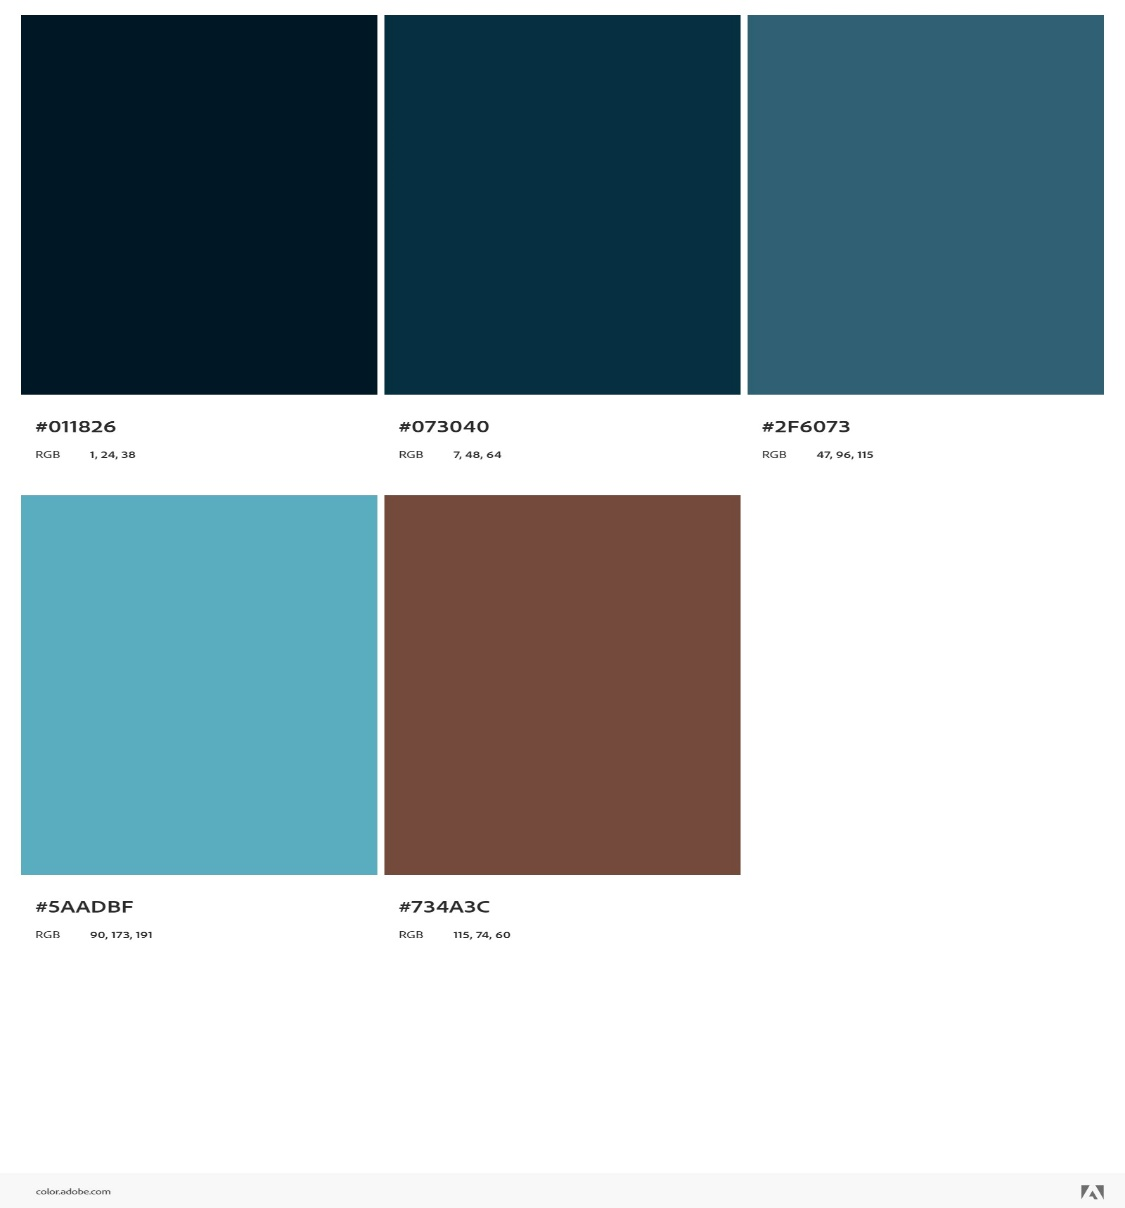 #011826
RGB 1, 24, 38
#073040
RGB 7, 48, 64
#2F6073
RGB 47, 96, 115
#5AADBF
RGB 90, 173, 191
#734A3C
RGB 115, 74, 60
color.adobe.com